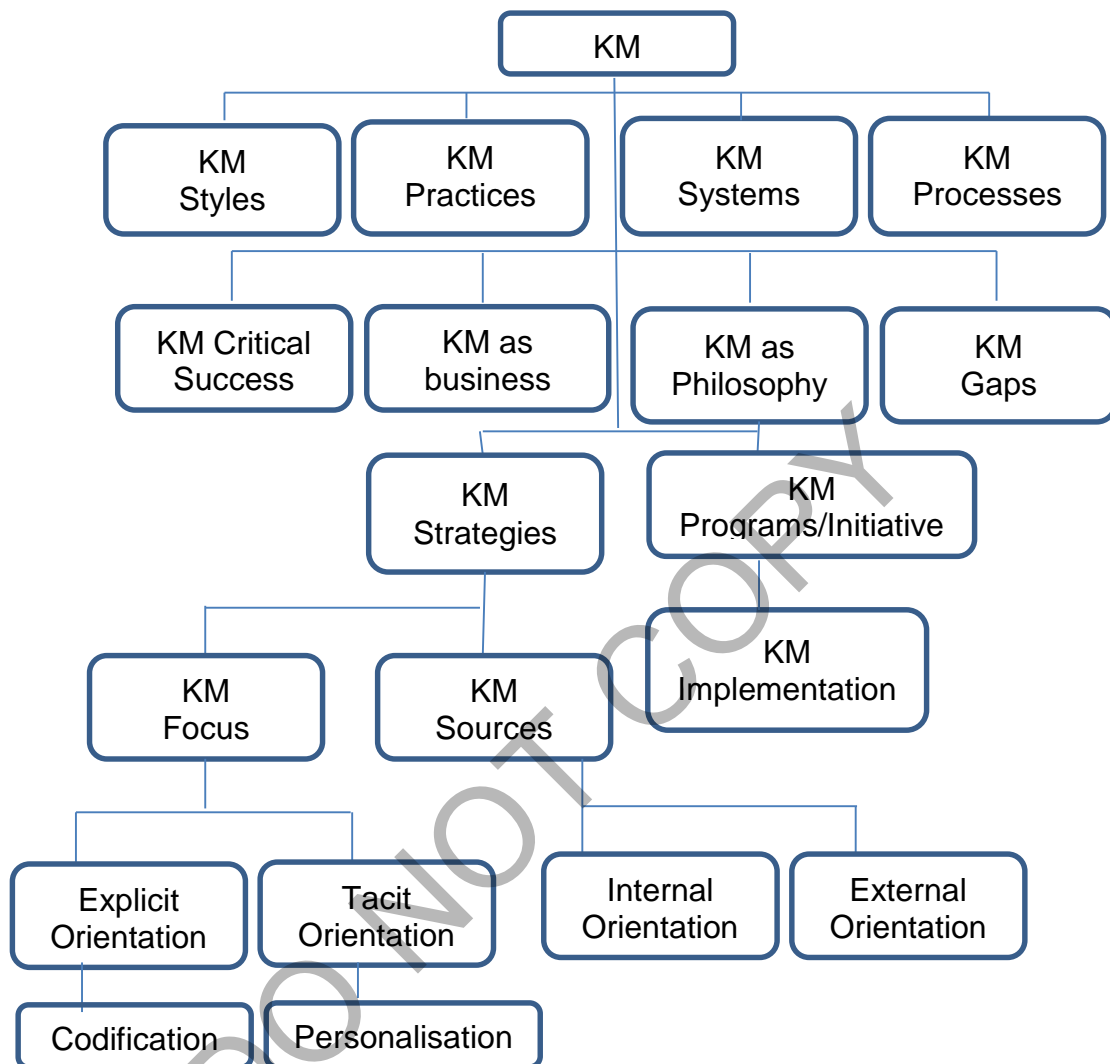 KM
KM
Styles
KM
Practices
KM
Systems
KM
Processes
KM Critical
Success
KM as
business
KM as
Philosophy
KM
Gaps
KM
Strategies
KM
Programs/Initiative
KM
Focus
KM
Sources
KM
Implementation
Explicit
Orientation
Tacit
Orientation
Internal
Orientation
External
Orientation
Codification
Personalisation
DO NOT COPY